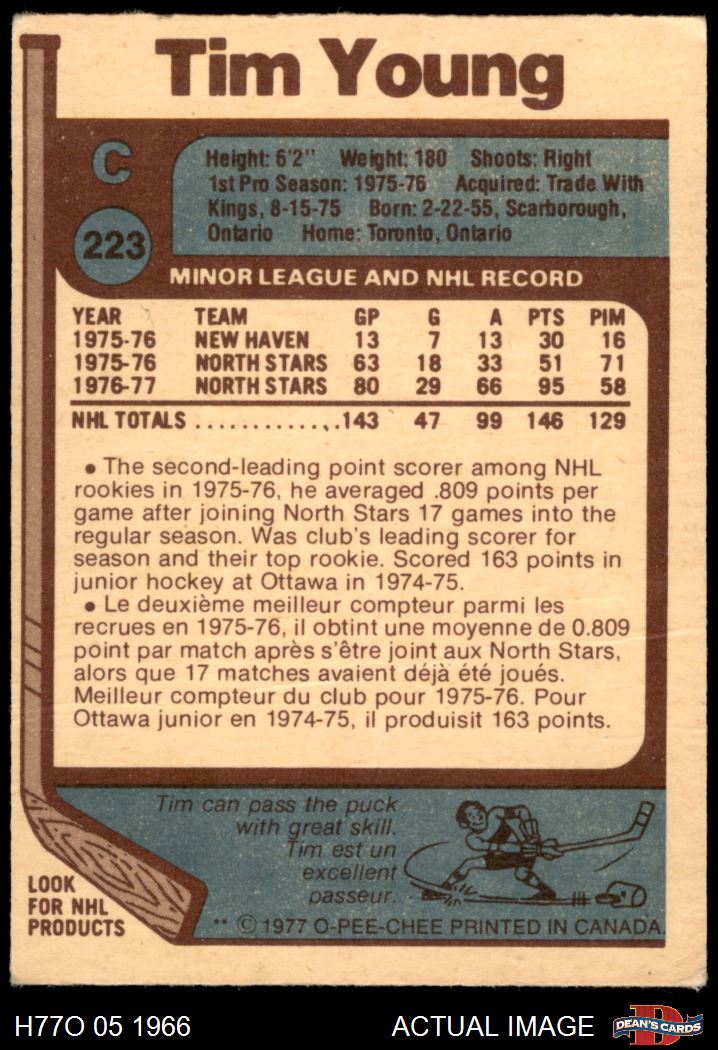 Tim Young
C
223
Height: 6'2" Weight: 180 Shoots: Right
1st Pro Season: 1975-76 Acquired: Trade With
Kings, 8-15-75 Born: 2-22-55, Scarborough,
Ontario Home: Toronto, Ontario
MINOR LEAGUE AND NHL RECORD
YEAR TEAM GP G A PTS PIM
1975-76 NEW HAVEN 13 7 13 30 16
1975-76 NORTH STARS 63 18 33 51 71
1976-77 NORTH STARS 80 29 66 95 58
NHL TOTALS .............143 47 99 146 129
• The second-leading point scorer among NHL
rookies in 1975-76, he averaged .809 points per
game after joining North Stars 17 games into the
regular season. Was club's leading scorer for
season and their top rookie. Scored 163 points in
junior hockey at Ottawa in 1974-75.
• Le deuxième meilleur compteur parmi les
recrues en 1975-76, il obtint une moyenne de 0.809
point par match après s'être joint aux North Stars,
alors que 17 matches avaient déjà été joués.
Meilleur compteur du club pour 1975-76. Pour
Ottawa junior en 1974-75, il produisit 163 points.
Tim can pass the puck
with great skill.
Tim est un
excellent
passeur.
LOOK
FOR NHL
PRODUCTS
** © 1977 O-PEE-CHEE PRINTED IN CANADA.
H77O 05 1966
ACTUAL IMAGE
D
DEAN'S CARDS